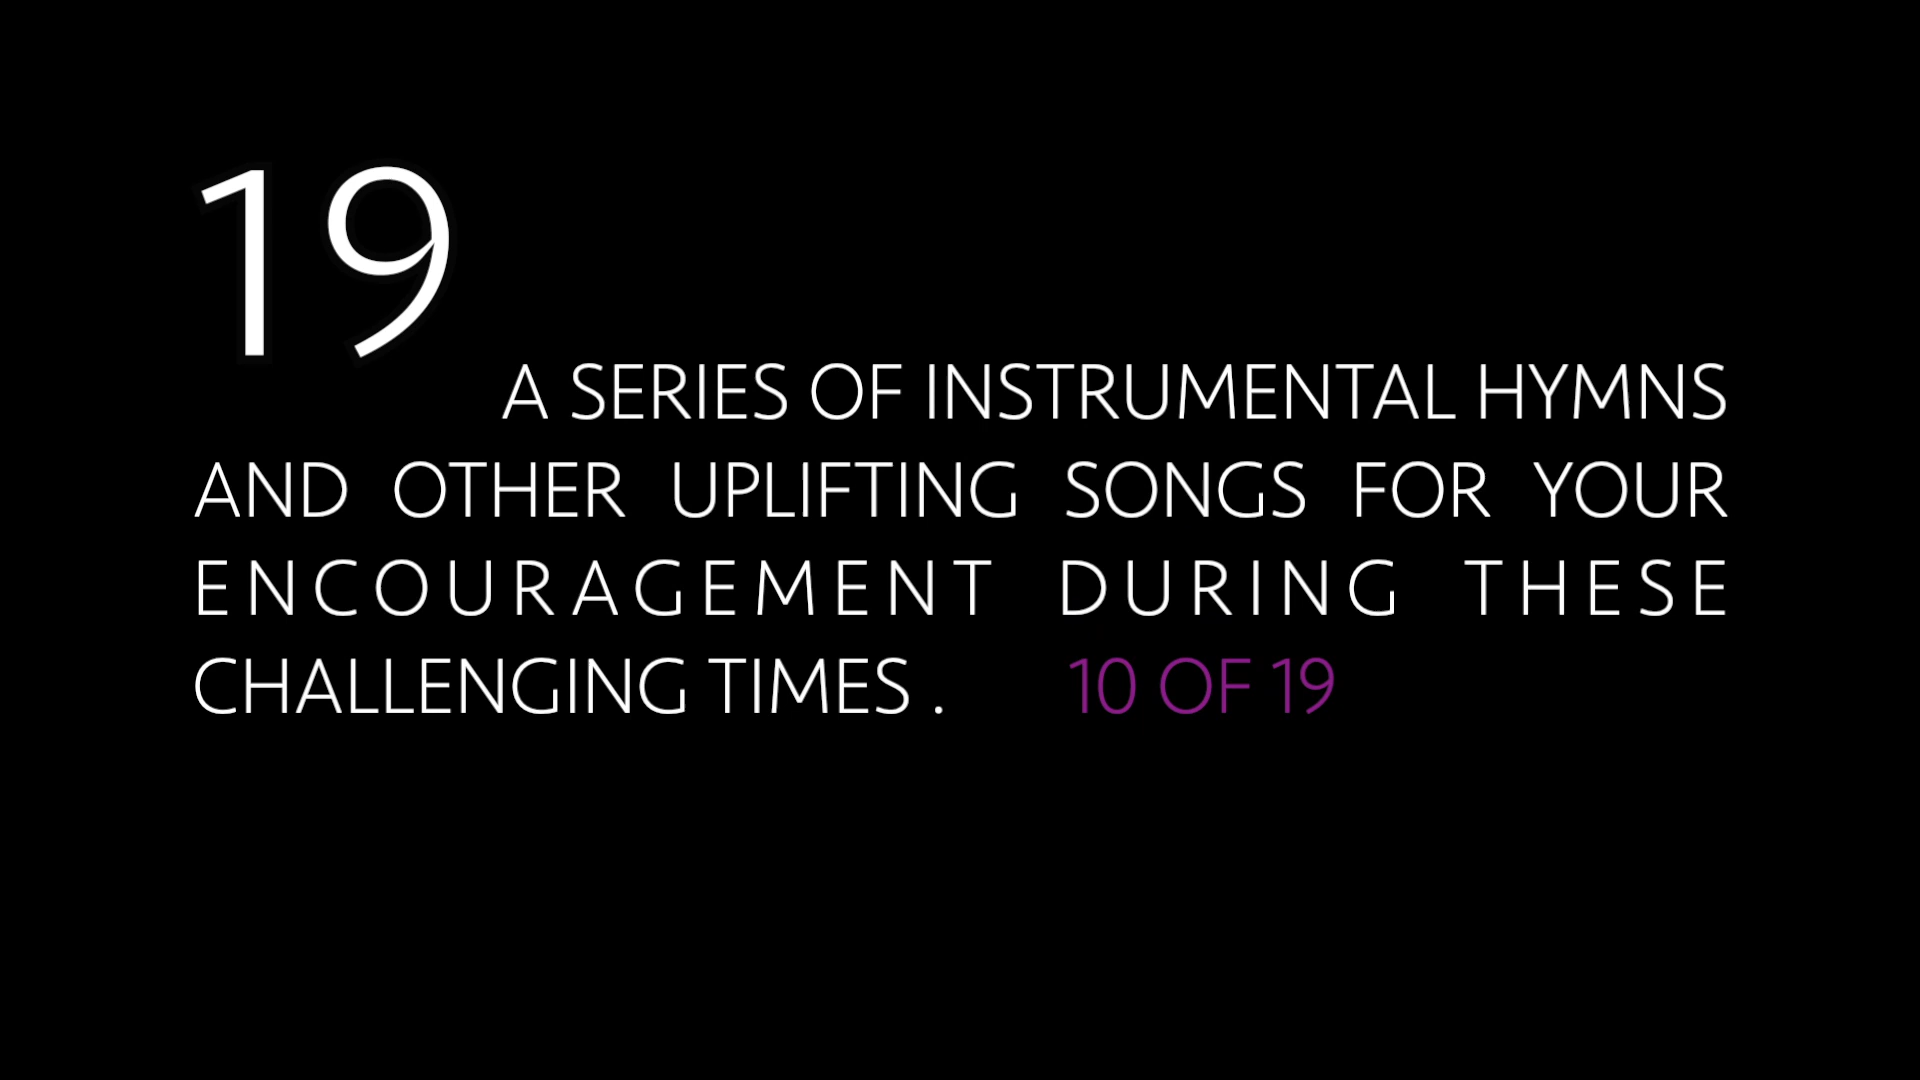 19
A SERIES OF INSTRUMENTAL HYMNS
AND OTHER UPLIFTING SONGS FOR YOUR
ENCOURAGEMENT DURING THESE
CHALLENGING TIMES . 10 OF 19